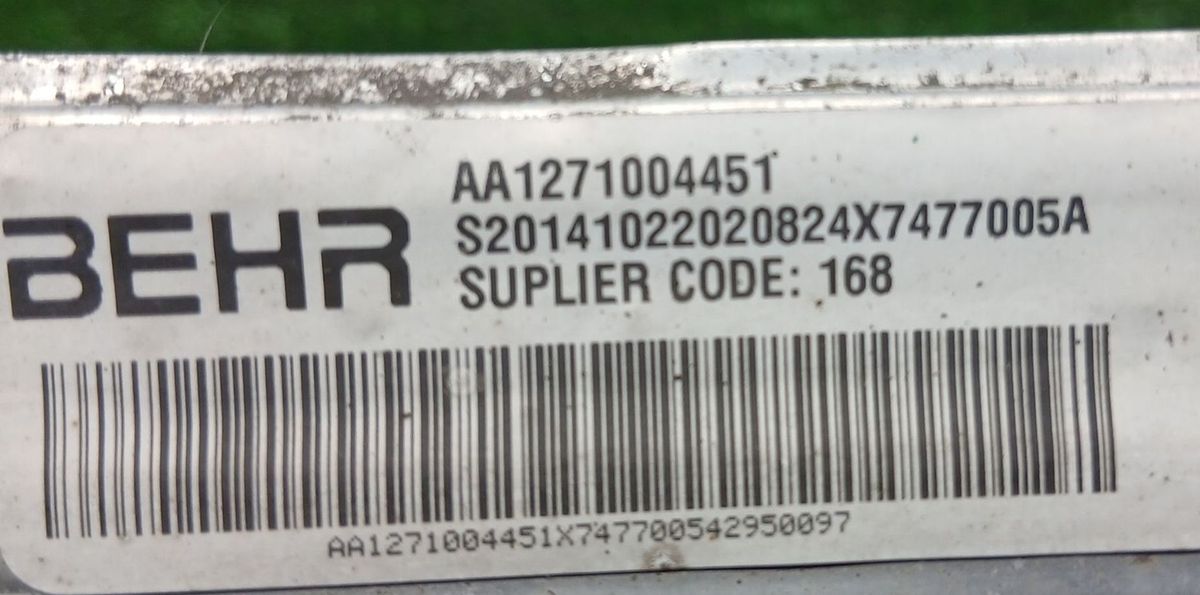 BEHR
AA1271004451
S20141022020824X7477005A
SUPLIER CODE: 168
AA1271004451X747700542950097